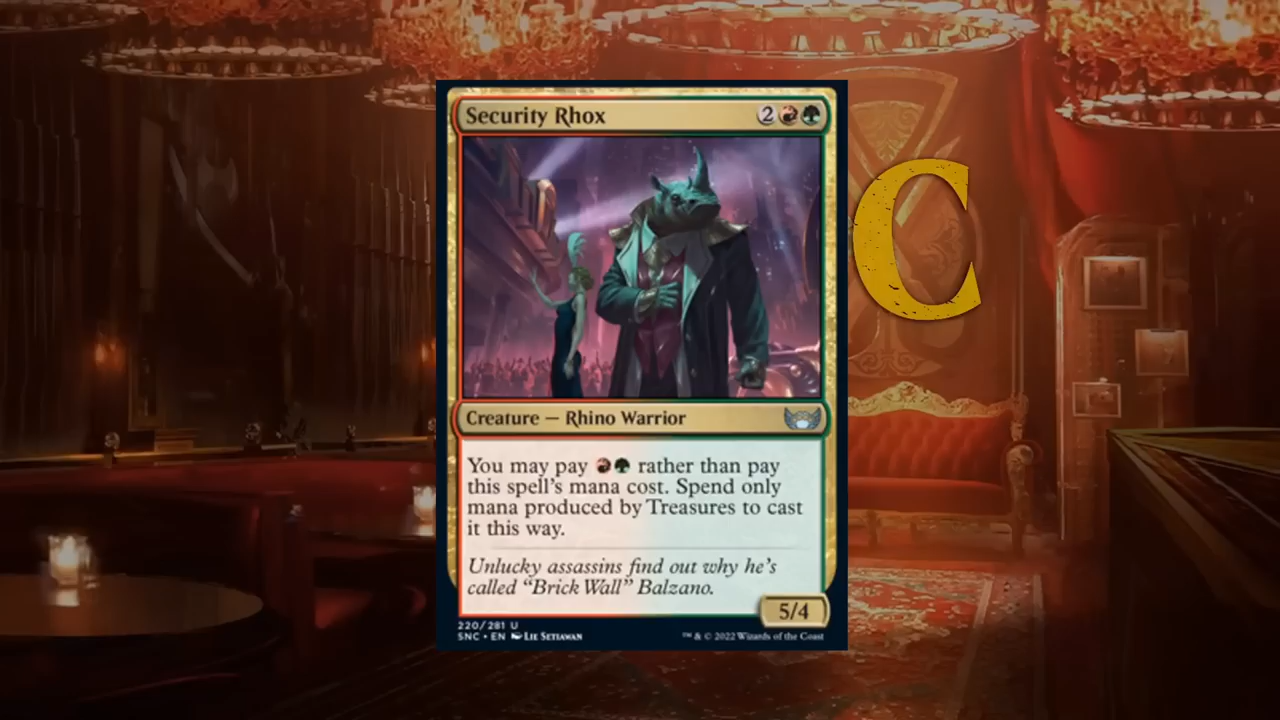 Security Rhox 2
C
Creature — Rhino Warrior
You may pay rather than pay
this spell's mana cost. Spend only
mana produced by Treasures to cast
it this way.
Unlucky assassins find out why he's
called “Brick Wall” Balzano.
5/4
220/281 U
SNC • EN Lie Setiawan
™ & © 2022 Wizards of the Coast